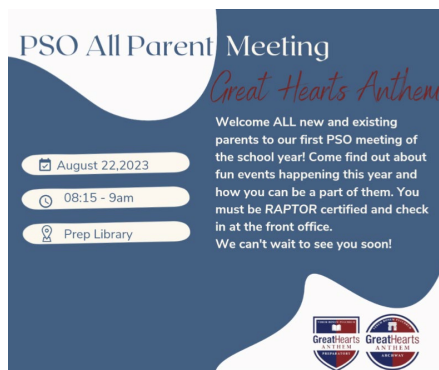 PSO All Parent Meeting
Great Hearts Anthem
Welcome ALL new and existing
parents to our first PSO meeting of
the school year! Come find out about
fun events happening this year and
how you can be a part of them. You
must be RAPTOR certified and check
in at the front office.
We can't wait to see you soon!
August 22,2023
08:15 - 9am
Prep Library
GreatHearts
ANTHEM
PREPARATORY
GreatHearts
ANTHEM
ARCHWAY